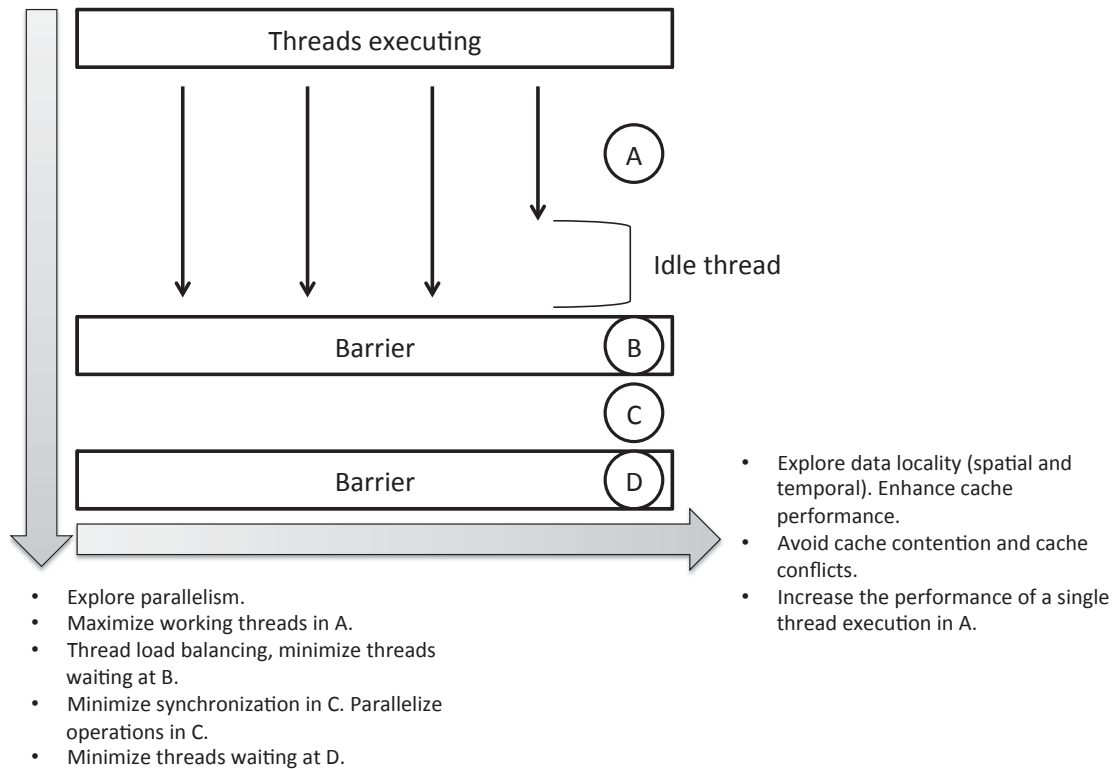 Threads executing
A
Idle thread
Barrier
B
C
Barrier
D
• Explore data locality (spatial and
temporal). Enhance cache
performance.
• Avoid cache contention and cache
conflicts.
• Increase the performance of a single
thread execution in A.
• Explore parallelism.
• Maximize working threads in A.
• Thread load balancing, minimize threads
waiting at B.
• Minimize synchronization in C. Parallelize
operations in C.
• Minimize threads waiting at D.